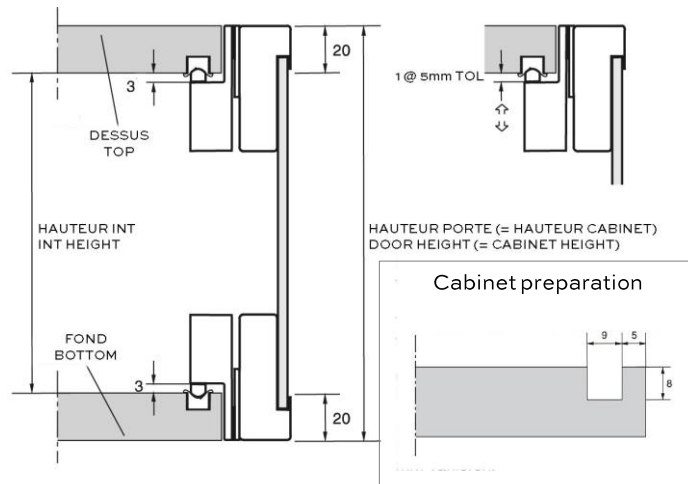 20
3
1@ 5mm TOL
DESSUS
TOP
HAUTEUR INT
INT HEIGHT
HAUTEUR PORTE (= HAUTEUR CABINET)
DOOR HEIGHT (= CABINET HEIGHT)
Cabinet preparation
FOND
BOTTOM
9
5
8
3
20